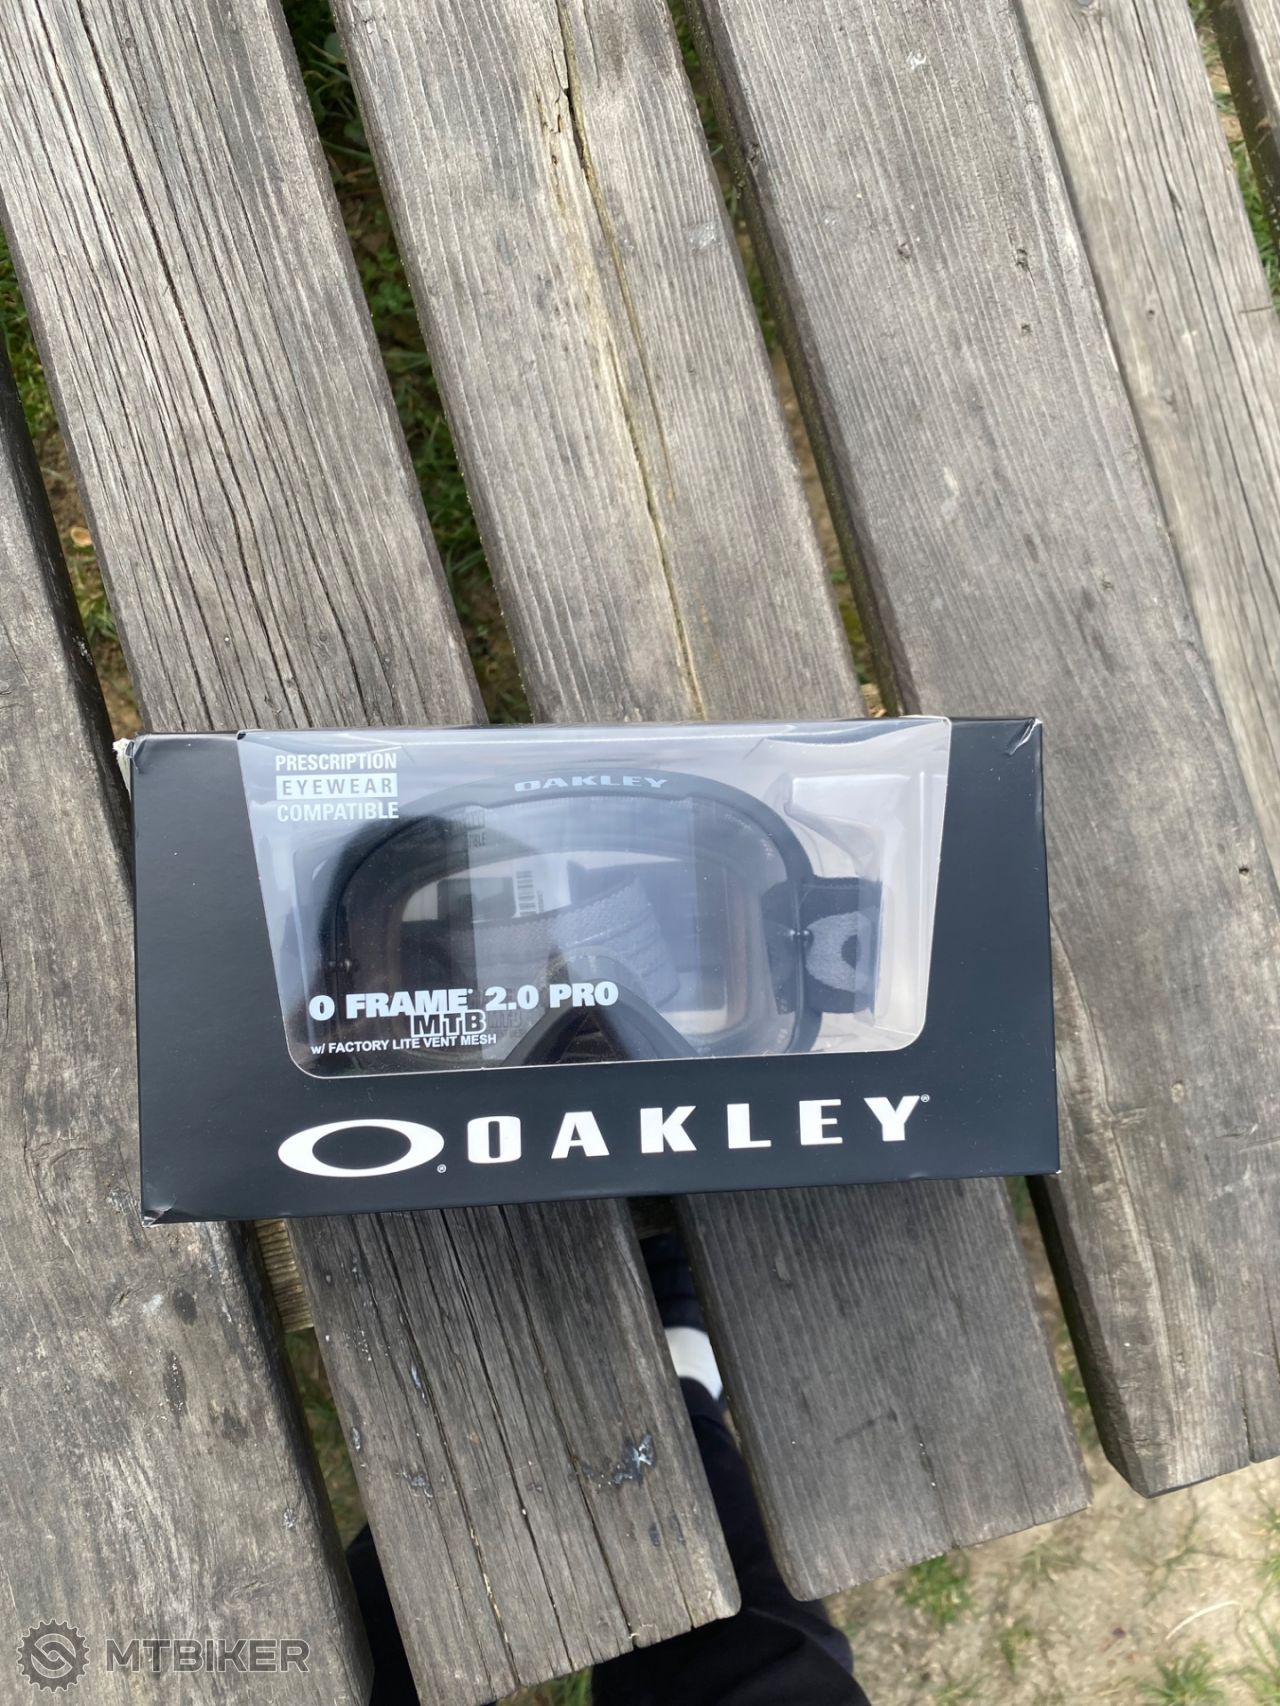 PRESCRIPTION
EYEWEAR
COMPATIBLE
OAKLEY
O FRAME® 2.0 PRO
MTB
w/ FACTORY LITE VENT MESH
OAKLEY®
MTBIKER